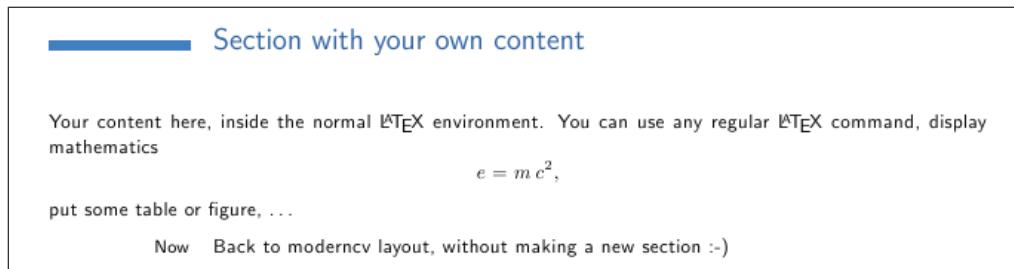 Section with your own content
Your content here, inside the normal LATEX environment. You can use any regular LATEX command, display
mathematics
e = m c²,
put some table or figure, ...
Now Back to moderncv layout, without making a new section :-)